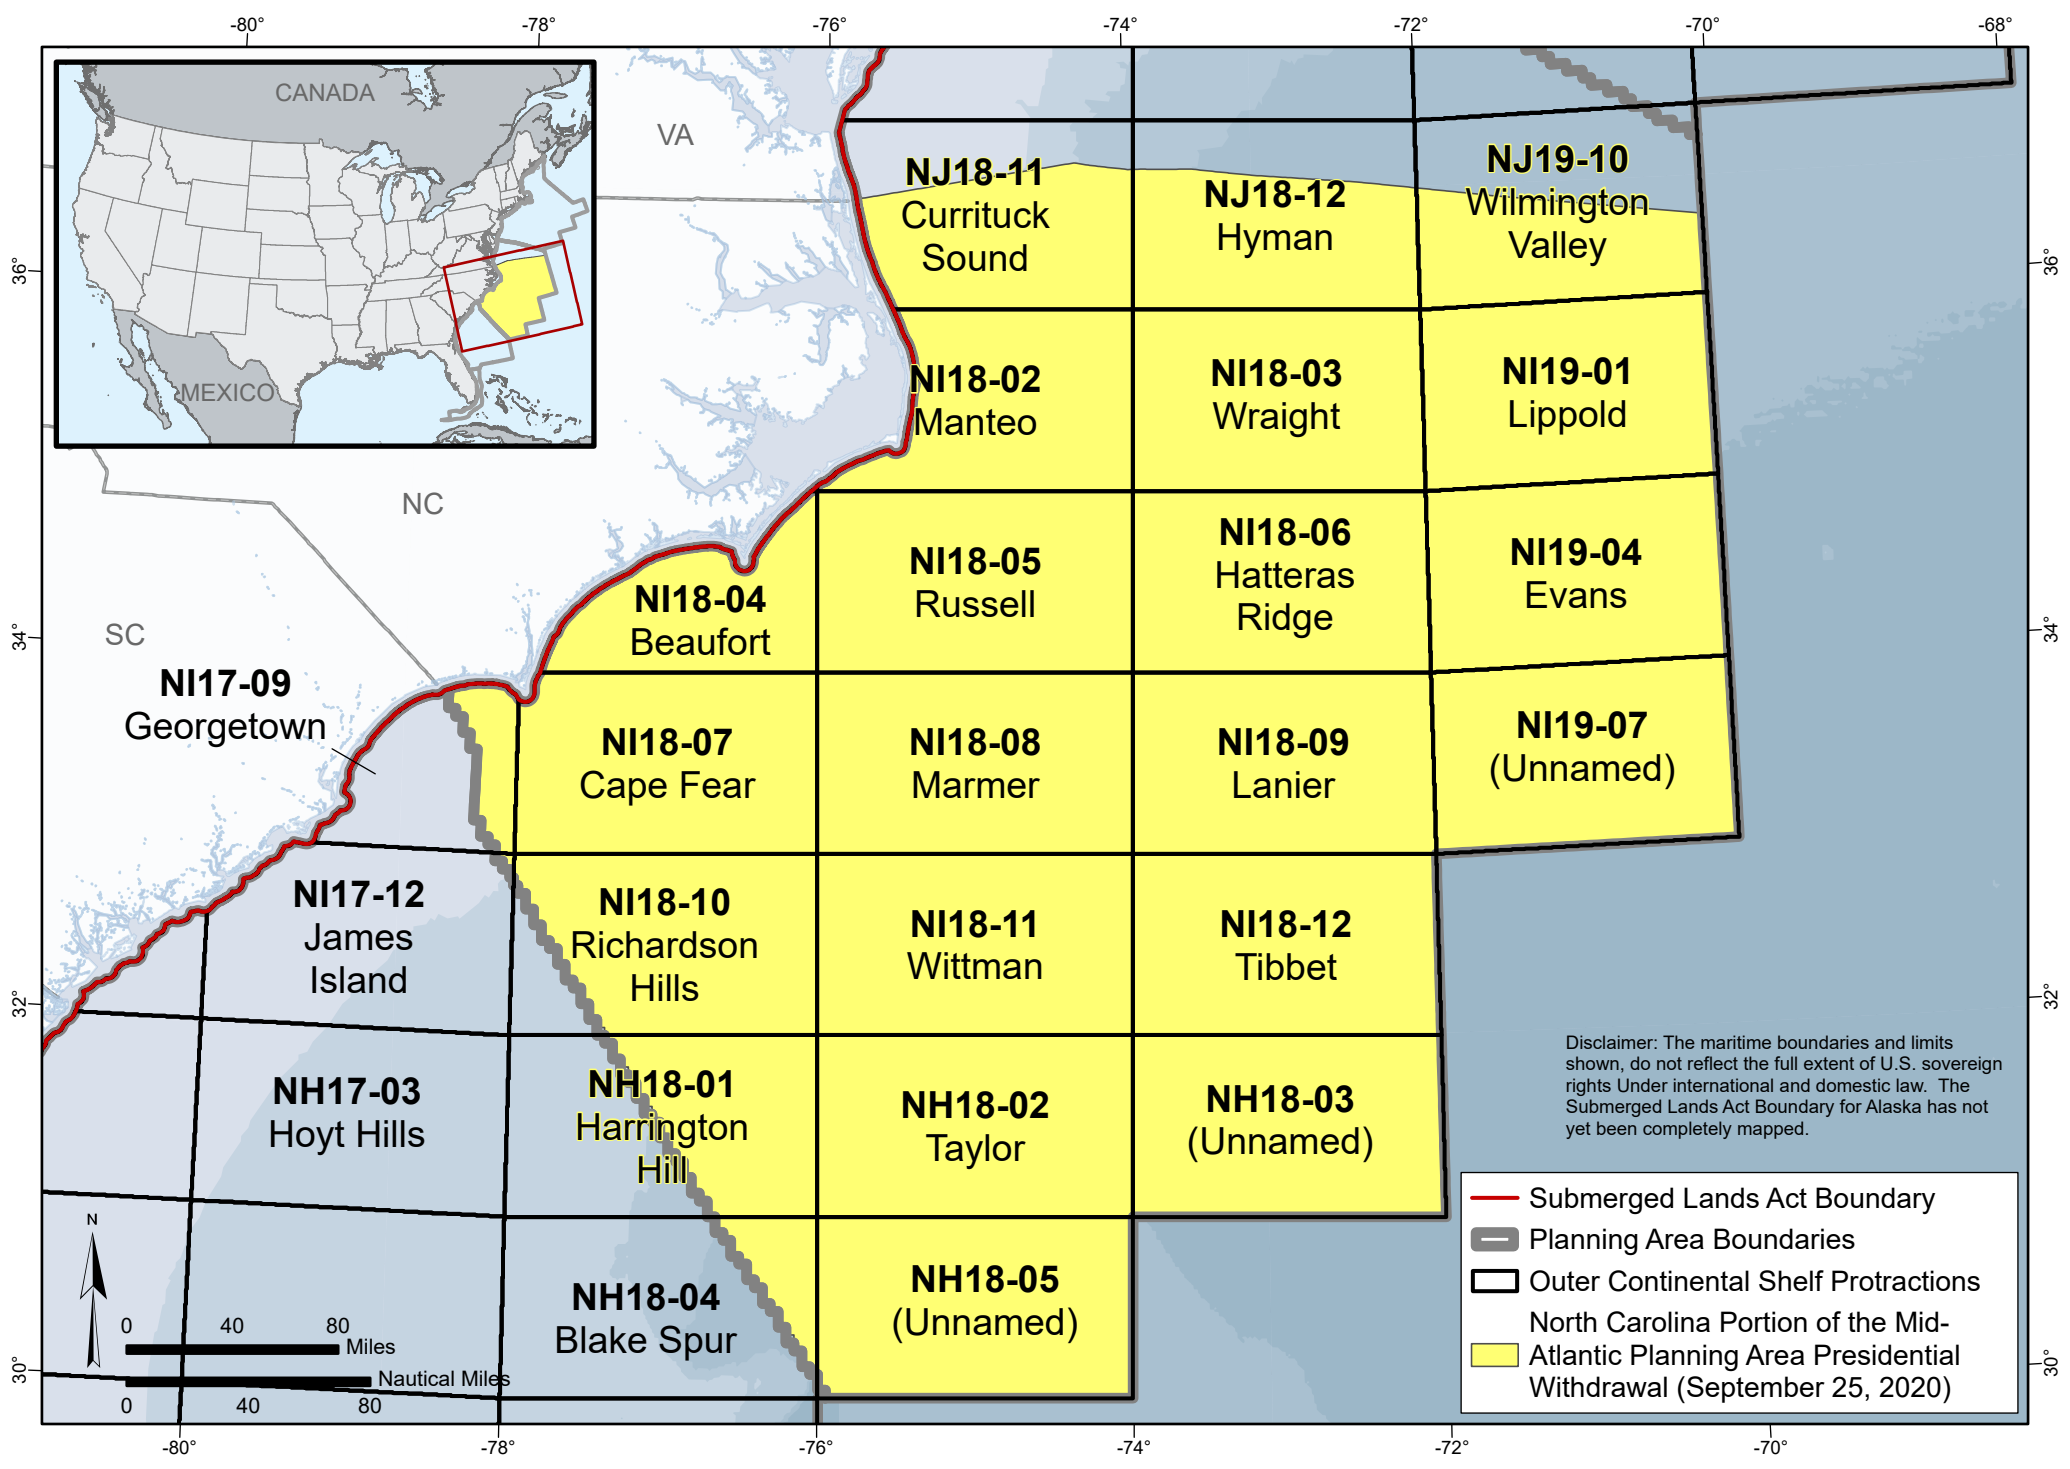 -80°
-78°
-76°
-74°
-72°
-70°
-68°
CANADA
MEXICO
VA
NC
SC
36°
34°
32°
30°
36°
34°
32°
30°
NJ18-11
Currituck
Sound
NJ18-12
Hyman
NJ19-10
Wilmington
Valley
NI18-02
Manteo
NI18-03
Wraight
NI19-01
Lippold
NI18-04
Beaufort
NI18-05
Russell
NI18-06
Hatteras
Ridge
NI19-04
Evans
NI17-09
Georgetown
NI18-07
Cape Fear
NI18-08
Marmer
NI18-09
Lanier
NI19-07
(Unnamed)
NI17-12
James
Island
NI18-10
Richardson
Hills
NI18-11
Wittman
NI18-12
Tibbet
NH17-03
Hoyt Hills
NH18-01
Harrington
Hill
NH18-02
Taylor
NH18-03
(Unnamed)
NH18-04
Blake Spur
NH18-05
(Unnamed)
Disclaimer: The maritime boundaries and limits
shown, do not reflect the full extent of U.S. sovereign
rights Under international and domestic law. The
Submerged Lands Act Boundary for Alaska has not
yet been completely mapped.
Submerged Lands Act Boundary
Planning Area Boundaries
Outer Continental Shelf Protractions
North Carolina Portion of the Mid-
Atlantic Planning Area Presidential
Withdrawal (September 25, 2020)
N
0 40 80
Miles
Nautical Miles
0 40 80
-80°
-78°
-76°
-74°
-72°
-70°